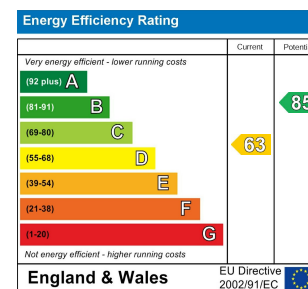 Energy Efficiency Rating
Current Potenti
Very energy efficient - lower running costs
(92 plus) A
(81-91) B
85
(69-80) C
63
(55-68) D
(39-54) E
(21-38) F
(1-20) G
Not energy efficient - higher running costs
England & Wales
EU Directive
2002/91/EC